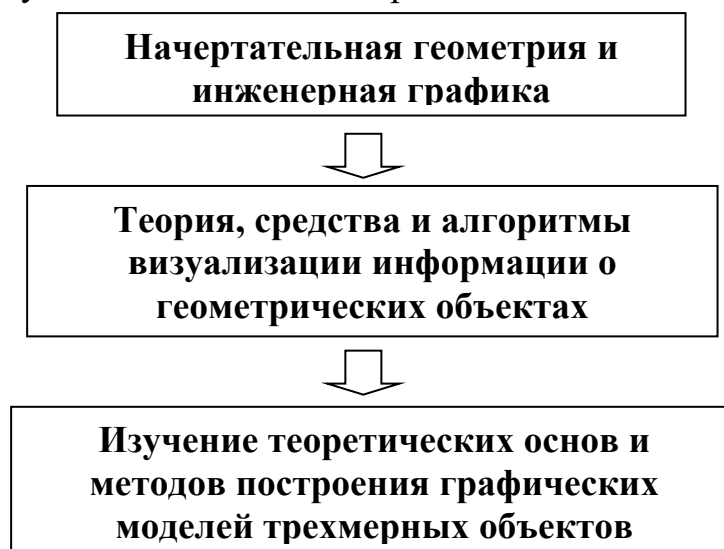 Начертательная геометрия и
инженерная графика
Теория, средства и алгоритмы
визуализации информации о
геометрических объектах
Изучение теоретических основ и
методов построения графических
моделей трехмерных объектов